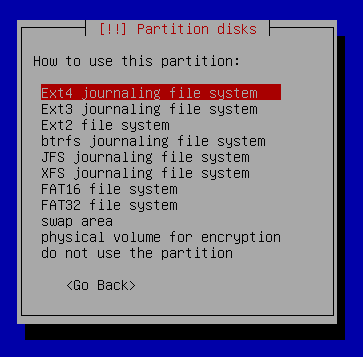 [!!] Partition disks
How to use this partition:
Ext4 journaling file system
Ext3 journaling file system
Ext2 file system
btrfs journaling file system
JFS journaling file system
XFS journaling file system
FAT16 file system
FAT32 file system
swap area
physical volume for encryption
do not use the partition
<Go Back>